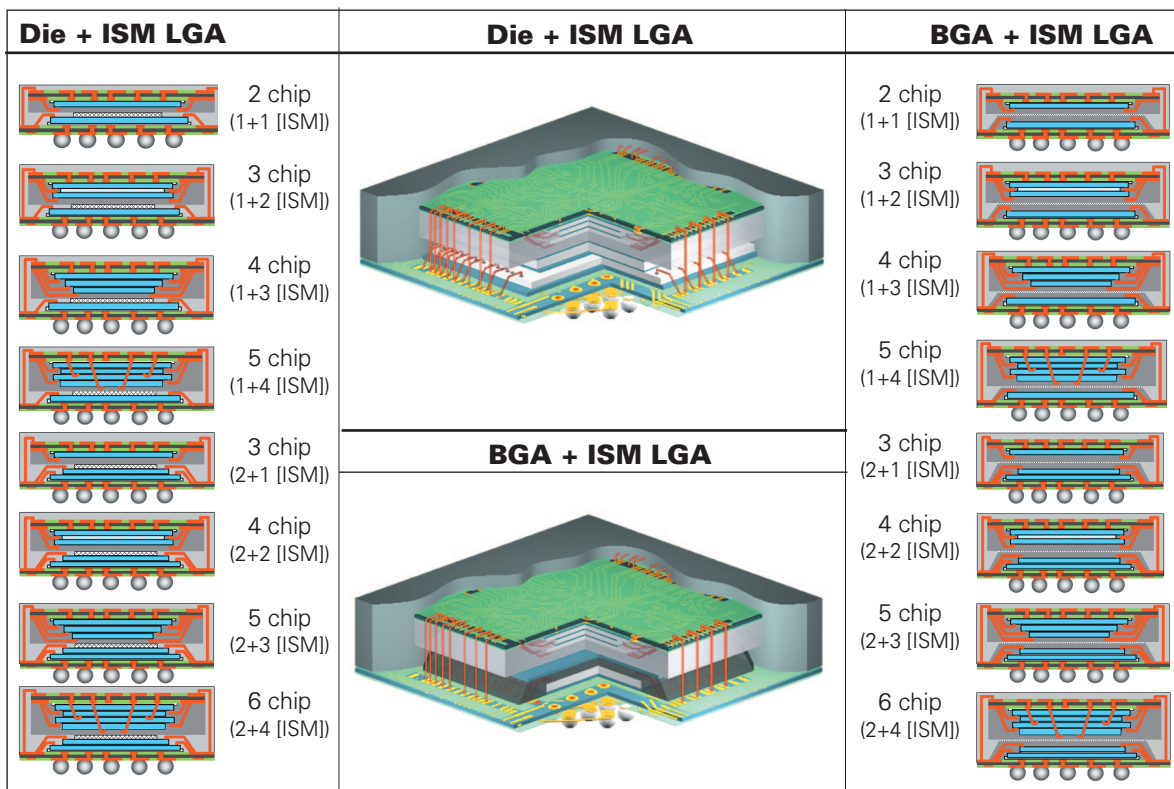 Die + ISM LGA
2 chip
(1+1 [ISM])
3 chip
(1+2 [ISM])
4 chip
(1+3 [ISM])
5 chip
(1+4 [ISM])
3 chip
(2+1 [ISM])
4 chip
(2+2 [ISM])
5 chip
(2+3 [ISM])
6 chip
(2+4 [ISM])
Die + ISM LGA
BGA + ISM LGA
BGA + ISM LGA
2 chip
(1+1 [ISM])
3 chip
(1+2 [ISM])
4 chip
(1+3 [ISM])
5 chip
(1+4 [ISM])
3 chip
(2+1 [ISM])
4 chip
(2+2 [ISM])
5 chip
(2+3 [ISM])
6 chip
(2+4 [ISM])